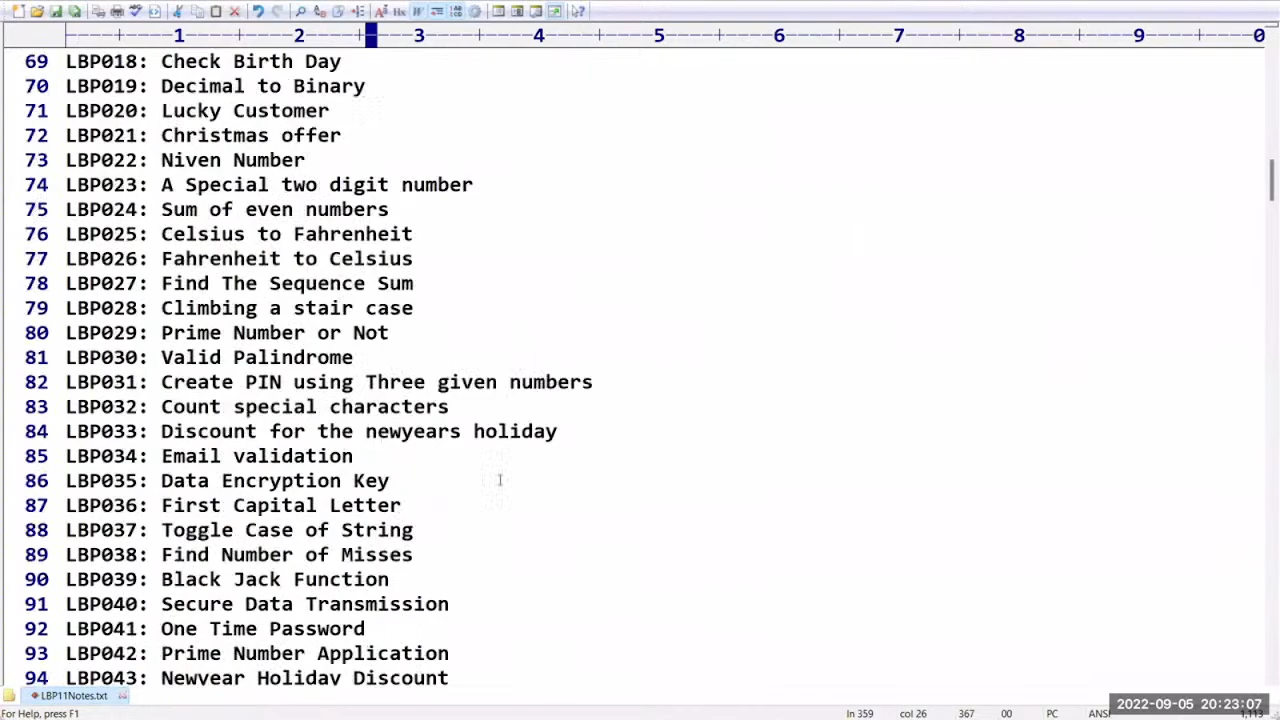 ----+----1----+----2----+----3----+----4----+----5----+----6----+----7----+----8----+----9----+----0
69 LBP018: Check Birth Day
70 LBP019: Decimal to Binary
71 LBP020: Lucky Customer
72 LBP021: Christmas offer
73 LBP022: Niven Number
74 LBP023: A Special two digit number
75 LBP024: Sum of even numbers
76 LBP025: Celsius to Fahrenheit
77 LBP026: Fahrenheit to Celsius
78 LBP027: Find The Sequence Sum
79 LBP028: Climbing a stair case
80 LBP029: Prime Number or Not
81 LBP030: Valid Palindrome
82 LBP031: Create PIN using Three given numbers
83 LBP032: Count special characters
84 LBP033: Discount for the newyears holiday
85 LBP034: Email validation
86 LBP035: Data Encryption Key
87 LBP036: First Capital Letter
88 LBP037: Toggle Case of String
89 LBP038: Find Number of Misses
90 LBP039: Black Jack Function
91 LBP040: Secure Data Transmission
92 LBP041: One Time Password
93 LBP042: Prime Number Application
94 LBP043: Newyear Holiday Discount
LBP11Notes.txt
2022-09-05 20:23:07
For Help, press F1 ln 359 col 26 367 00 PC ANSI